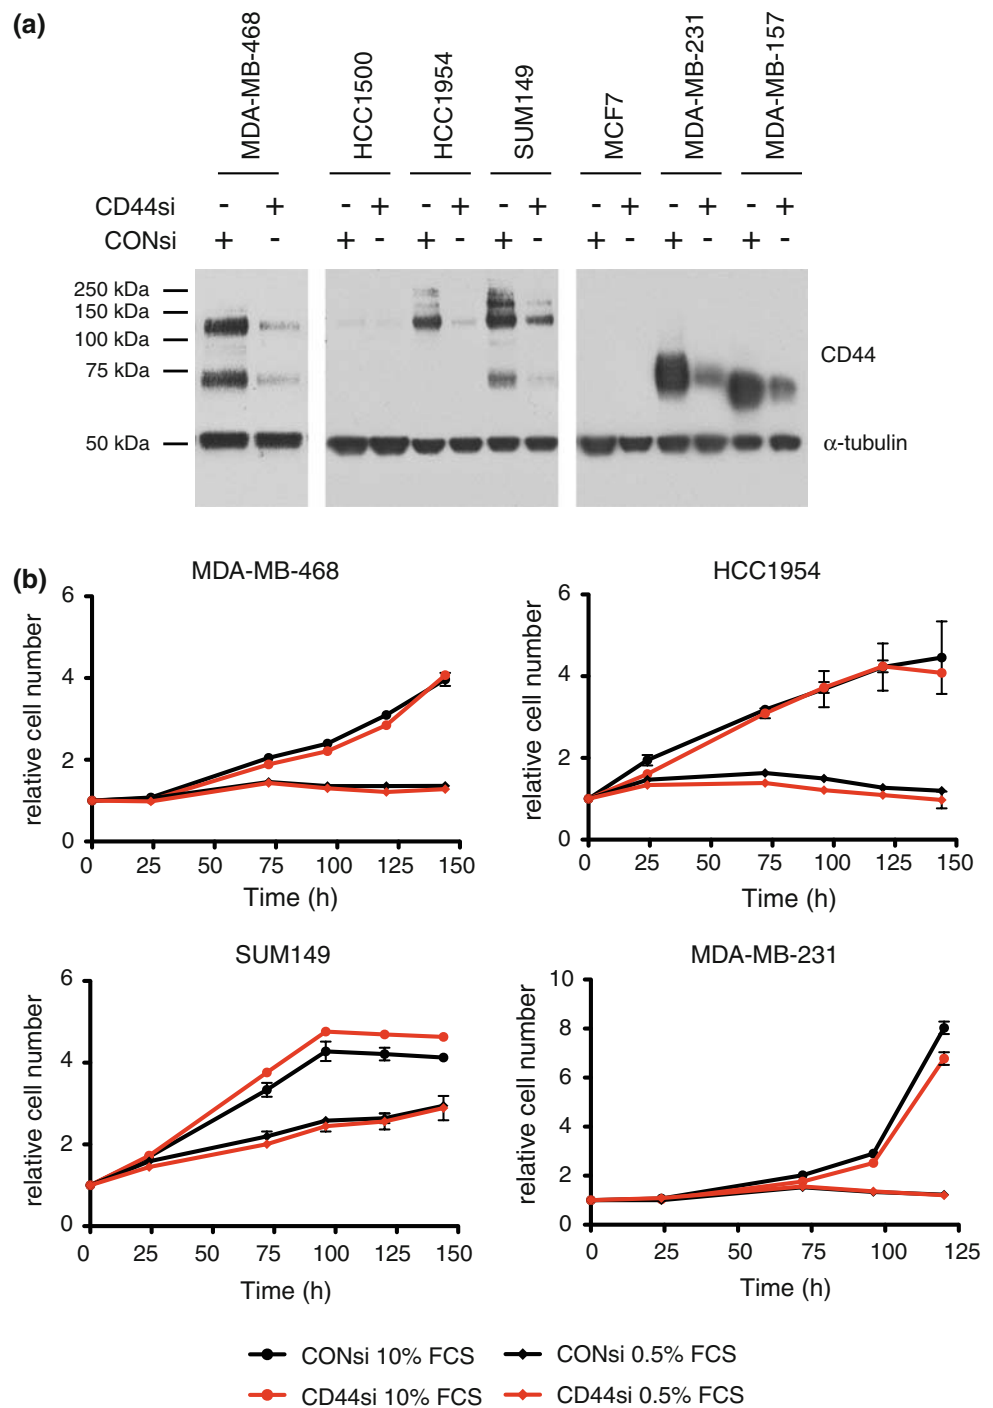 (a)
MDA-MB-468
HCC1500
HCC1954
SUM149
MCF7
MDA-MB-231
MDA-MB-157
CD44si - + - + - + - + - + - + - +
CONsi + - + - + - + - + - + - + -
250 kDa
150 kDa
100 kDa
75 kDa
50 kDa
CD44
α-tubulin
(b)
MDA-MB-468
relative cell number
6
4
2
0
0 25 50 75 100 125 150
Time (h)
HCC1954
relative cell number
6
4
2
0
0 25 50 75 100 125 150
Time (h)
SUM149
relative cell number
6
4
2
0
0 25 50 75 100 125 150
Time (h)
MDA-MB-231
relative cell number
10
8
6
4
2
0
0 25 50 75 100 125
Time (h)
CONsi 10% FCS
CONsi 0.5% FCS
CD44si 10% FCS
CD44si 0.5% FCS